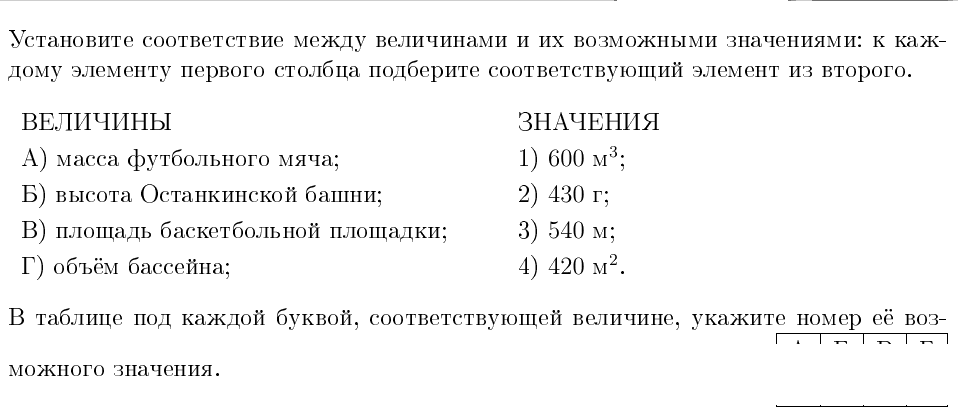 Установите соответствие между величинами и их возможными значениями: к каж-
дому элементу первого столбца подберите соответствующий элемент из второго.
ВЕЛИЧИНЫ ЗНАЧЕНИЯ
А) масса футбольного мяча; 1) 600 м³;
Б) высота Останкинской башни; 2) 430 г;
В) площадь баскетбольной площадки; 3) 540 м;
Г) объём бассейна; 4) 420 м².
В таблице под каждой буквой, соответствующей величине, укажите номер её воз-
можного значения.